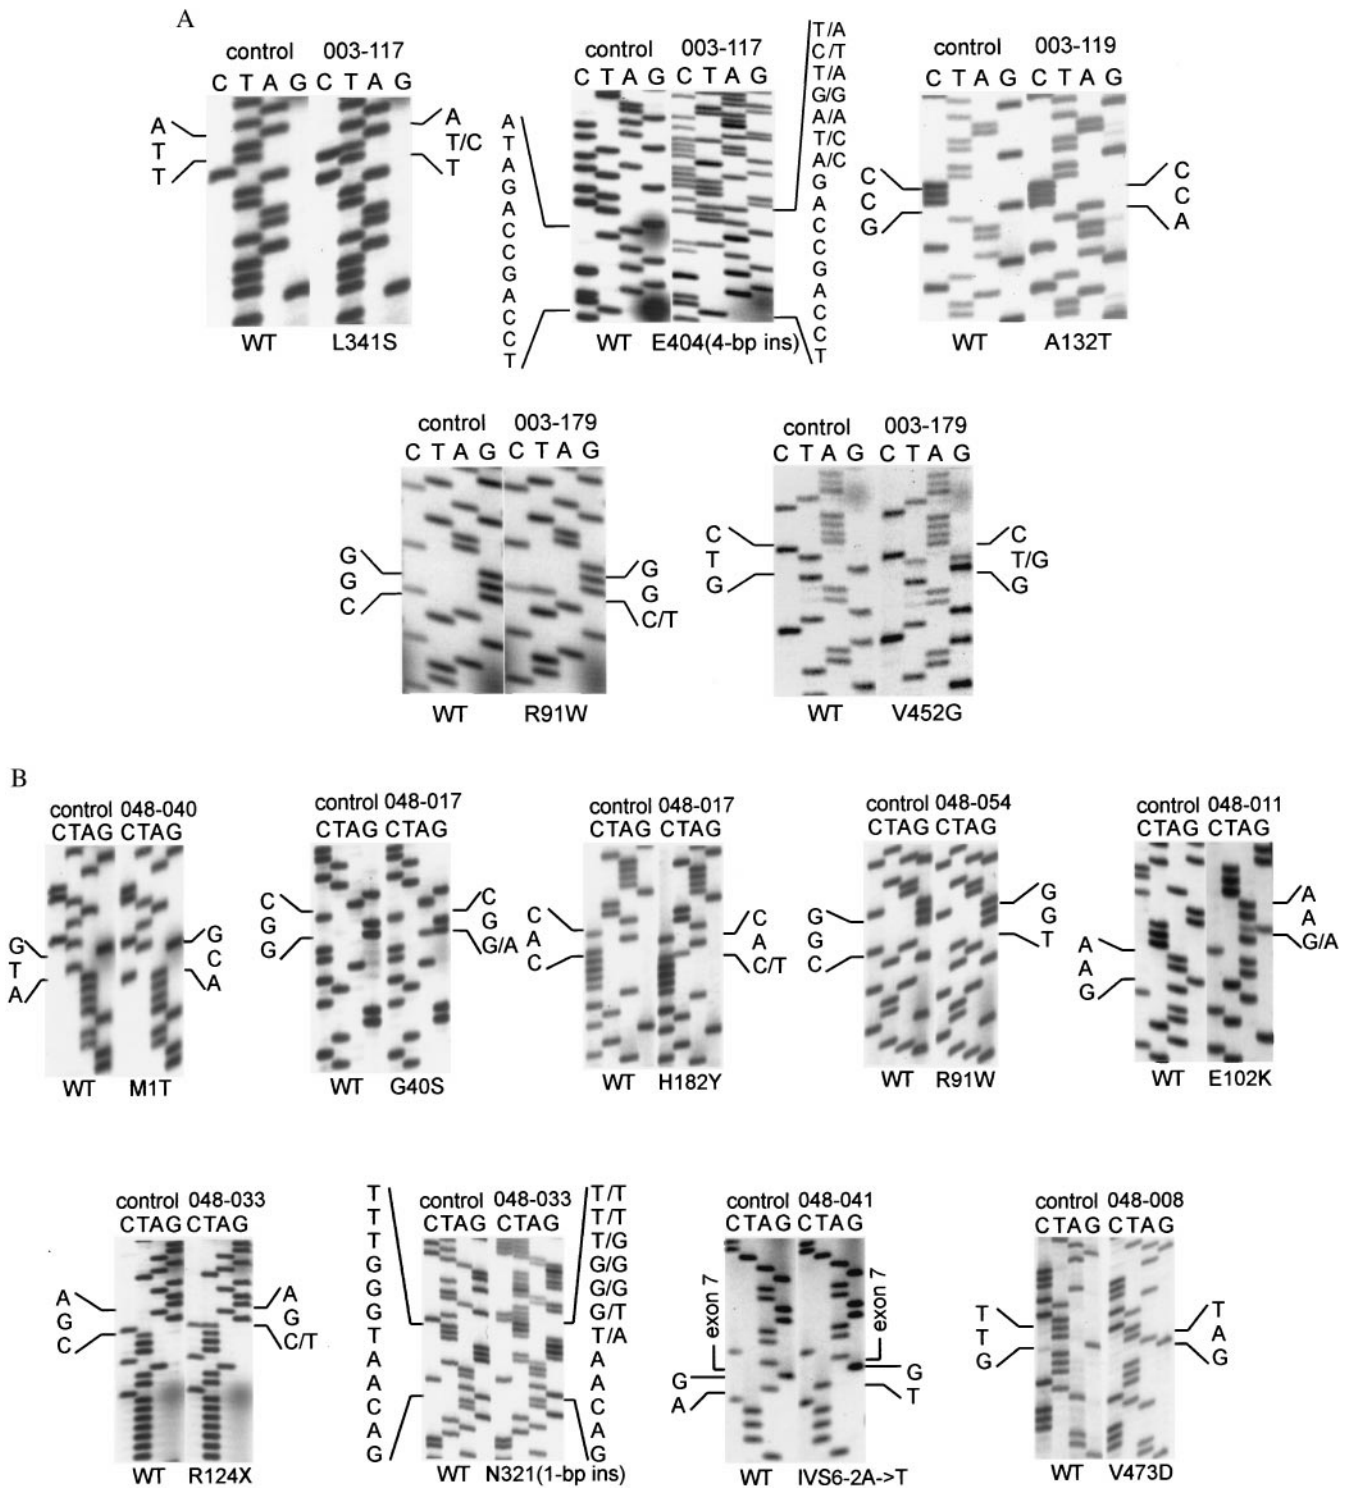 A
control 003-117
C T A G C T A G
A
T
T
A
T/C
T
WT L341S
control 003-117
C T A G C T A G
A
T
A
G
A
C
C
G
A
C
C
T
T/A
C/T
T/A
G/G
A/A
T/C
A/C
G
A
C
C
G
A
C
C
T
WT E404(4-bp ins)
control 003-119
C T A G C T A G
C
C
G
C
C
A
WT A132T
control 003-179
C T A G C T A G
G
G
C
G
G
C/T
WT R91W
control 003-179
C T A G C T A G
C
T
G
C
T/G
G
WT V452G
B
control 048-040
CTAG CTAG
G
T
A
G
C
A
WT M1T
control 048-017
CTAG CTAG
C
G
G
C
G
G/A
WT G40S
control 048-017
CTAG CTAG
C
A
C
C
A
C/T
WT H182Y
control 048-054
CTAG CTAG
G
G
C
G
G
T
WT R91W
control 048-011
CTAG CTAG
A
A
G
A
A
G/A
WT E102K
control 048-033
CTAG CTAG
A
G
C
A
G
C/T
WT R124X
control 048-033
CTAG CTAG
T
T
T
G
G
G
T
A
A
C
A
G
T/T
T/T
T/G
G/G
G/G
G/T
T/A
A
A
C
A
G
WT N321(1-bp ins)
control 048-041
CTAG CTAG
exon 7
G
A
exon 7
G
T
WT IVS6-2A->T
control 048-008
CTAG CTAG
T
T
G
T
A
G
WT V473D